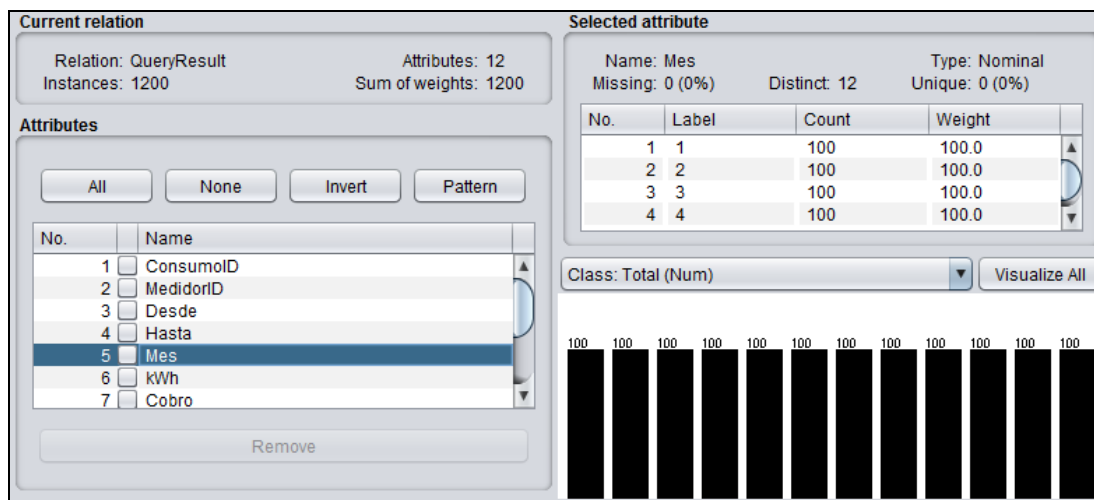 Current relation
Relation: QueryResult Attributes: 12
Instances: 1200 Sum of weights: 1200
Attributes
All None Invert Pattern
No. Name
1 ConsumoID
2 MedidorID
3 Desde
4 Hasta
5 Mes
6 kWh
7 Cobro
Remove
Selected attribute
Name: Mes Type: Nominal
Missing: 0 (0%) Distinct: 12 Unique: 0 (0%)
No. Label Count Weight
1 1 100 100.0
2 2 100 100.0
3 3 100 100.0
4 4 100 100.0
Class: Total (Num) Visualize All
100 100 100 100 100 100 100 100 100 100 100 100